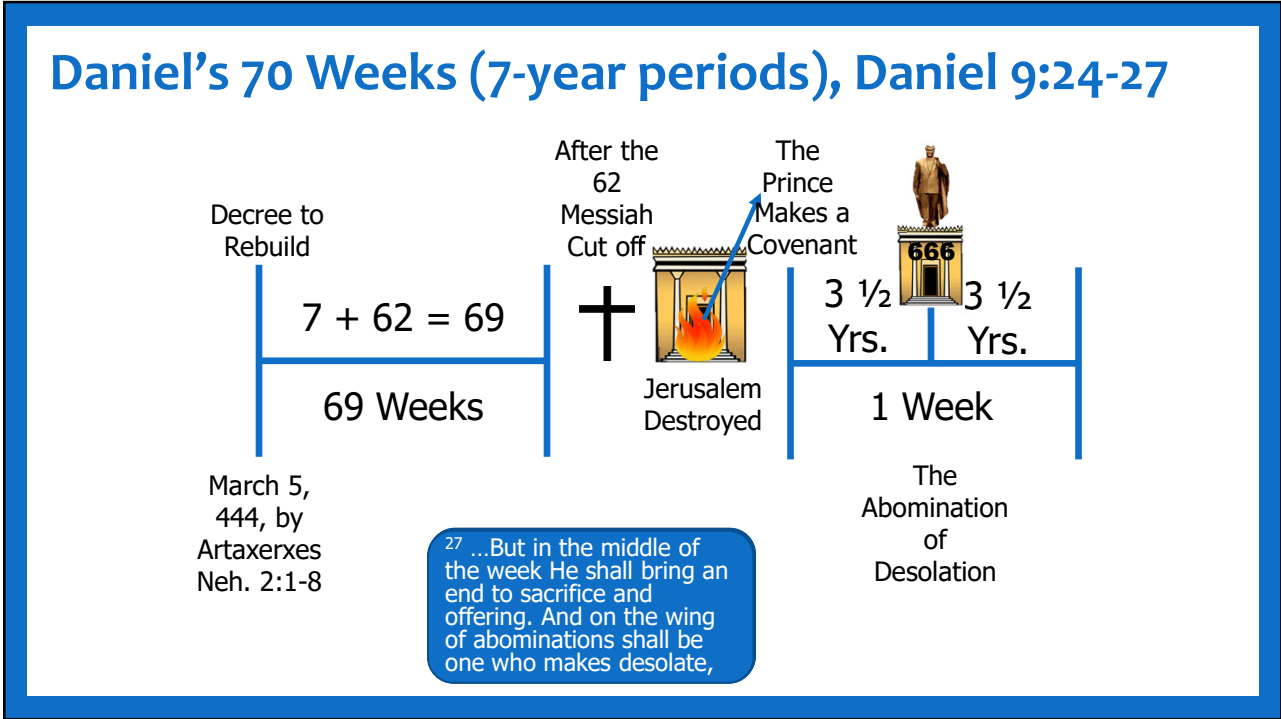 Daniel’s 70 Weeks (7-year periods), Daniel 9:24-27
Decree to
Rebuild
7 + 62 = 69
69 Weeks
March 5,
444, by
Artaxerxes
Neh. 2:1-8
After the
62
Messiah
Cut off
Jerusalem
Destroyed
The
Prince
Makes a
Covenant
666
3 ½
Yrs.
3 ½
Yrs.
1 Week
The
Abomination
of
Desolation
27 …But in the middle of
the week He shall bring an
end to sacrifice and
offering. And on the wing
of abominations shall be
one who makes desolate,